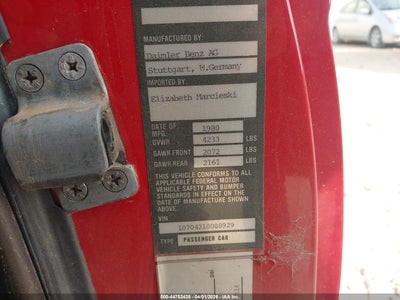 MANUFACTURED BY:
Daimler Benz AG
Stuttgart, W.Germany
IMPORTED BY:
Elizabeth Marcieski
DATE OF MFG. 1980
GVWR 4233 LBS
GAWR FRONT 2072 LBS
GAWR REAR 2161 LBS
THIS VEHICLE CONFORMS TO ALL
APPLICABLE FEDERAL MOTOR
VEHICLE SAFETY AND BUMPER
STANDARDS IN EFFECT ON THE
DATE OF MANUFACTURE SHOWN
ABOVE.
VIN
TYPE PASSENGER CAR